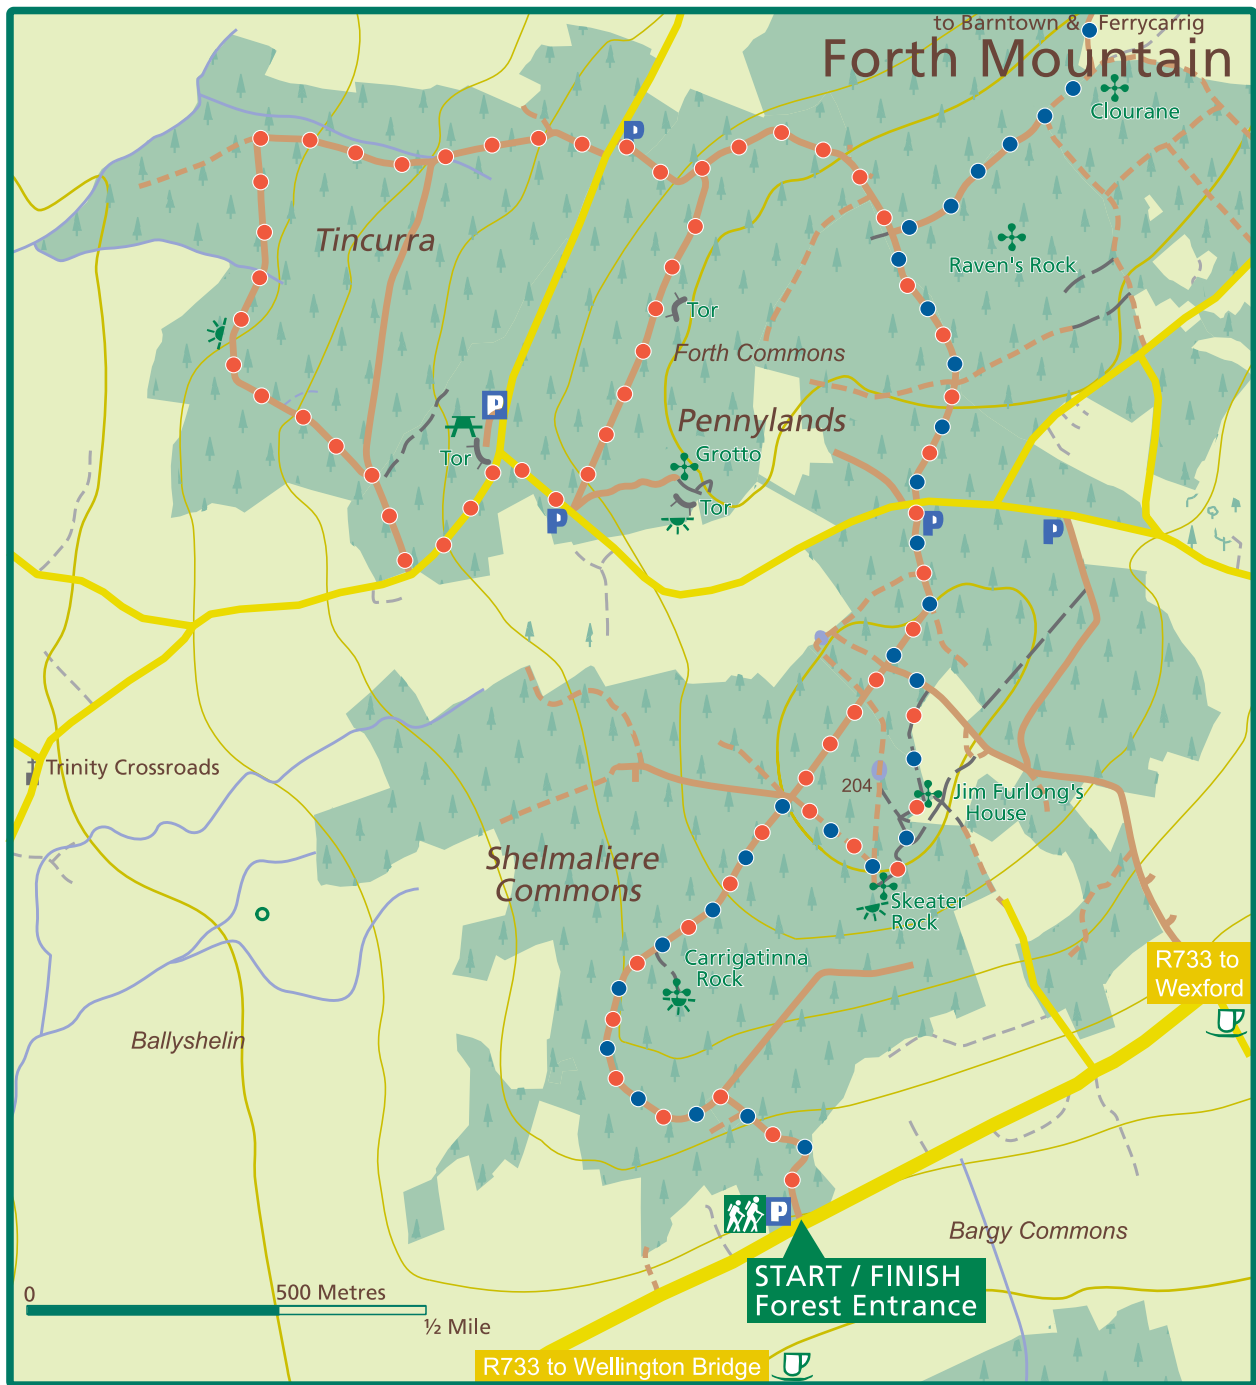 to Barntown & Ferrycarrig
Forth Mountain
Clourane
P
Tincurra
Raven's Rock
Tor
Forth Commons
P
Pennylands
Tor
Grotto
Tor
P
P
P
Trinity Crossroads
204
Jim Furlong's
House
Shelmaliere
Commons
Skeater
Rock
Carrigatinna
Rock
R733 to
Wexford
Ballyshelin
P
Bargy Commons
START / FINISH
Forest Entrance
0
500 Metres
½ Mile
R733 to Wellington Bridge